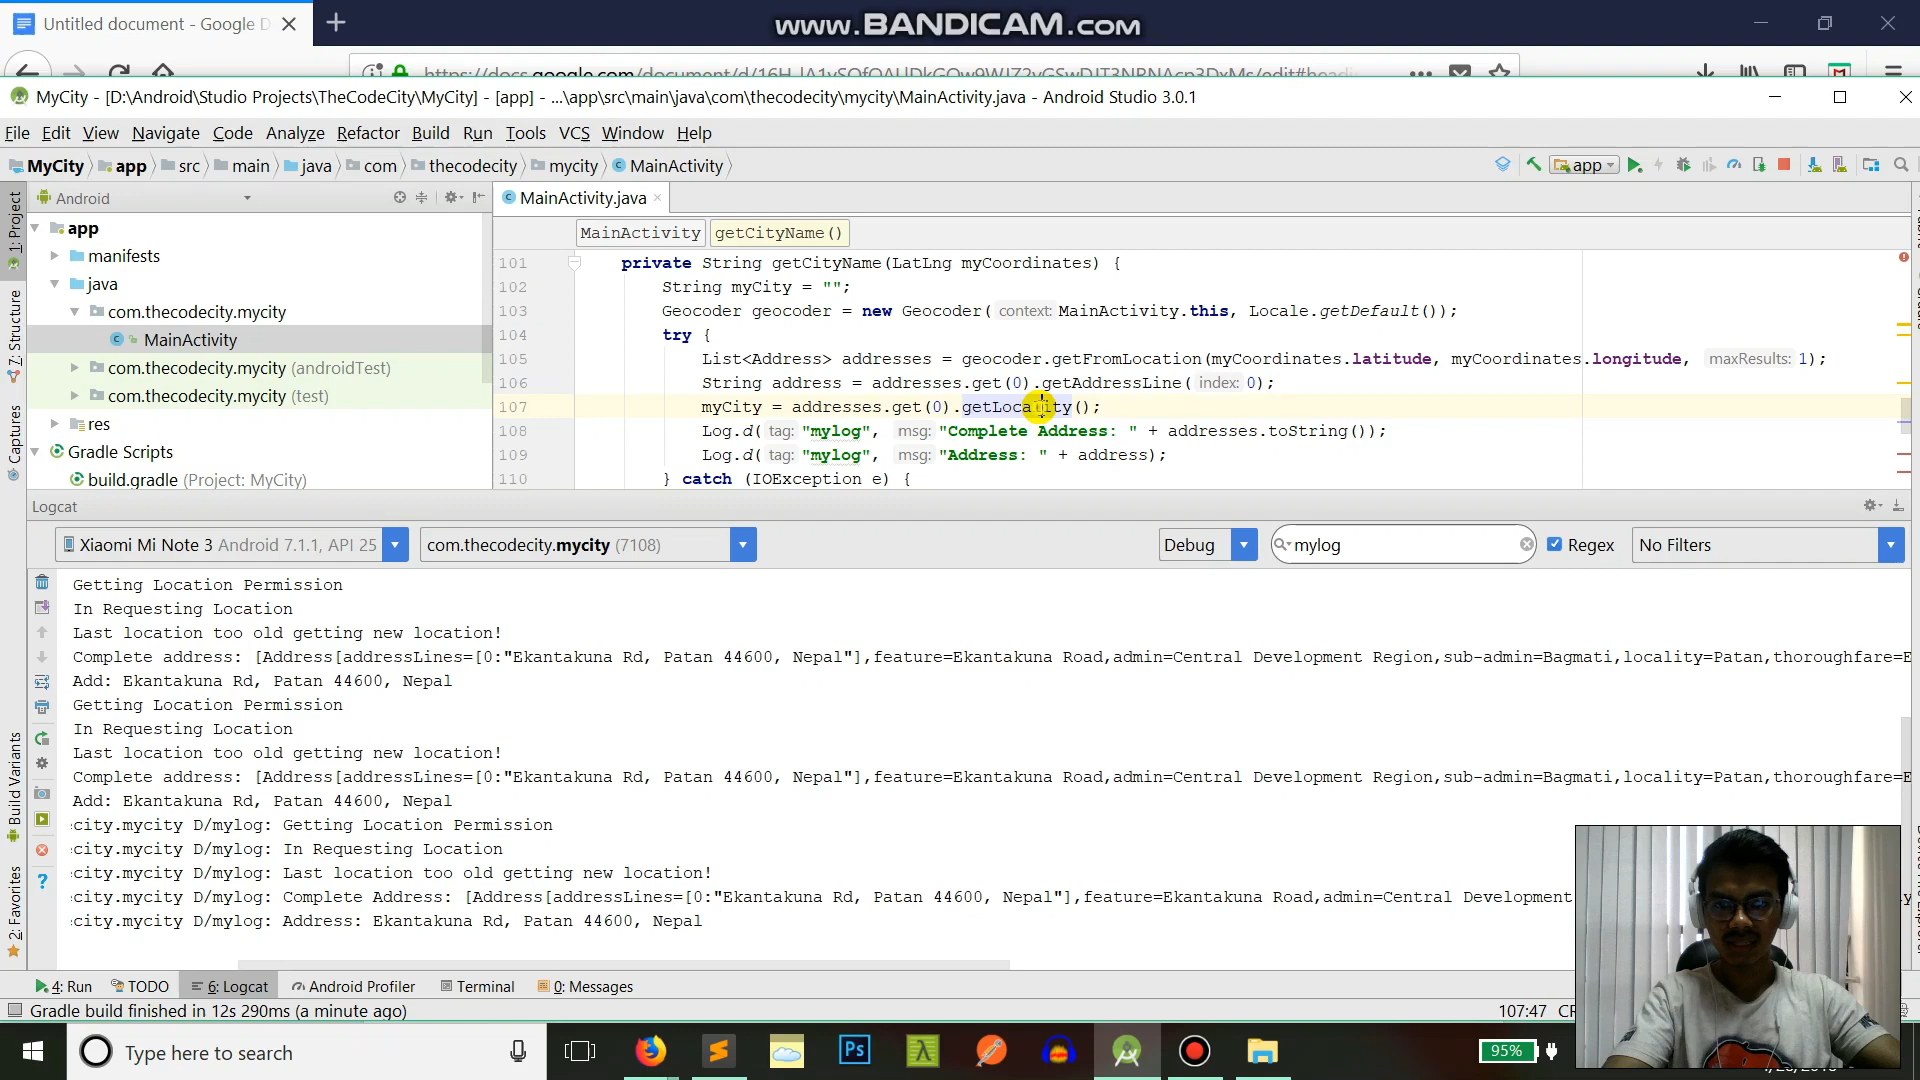 Untitled document - Google D
www.BANDICAM.com
MyCity - [D:\Android\Studio Projects\TheCodeCity\MyCity] - [app] - ...\app\src\main\java\com\thecodecity\mycity\MainActivity.java - Android Studio 3.0.1
File Edit View Navigate Code Analyze Refactor Build Run Tools VCS Window Help
MyCity app src main java com thecodecity mycity MainActivity
app
1: Project
7: Structure
Captures
Build Variants
2: Favorites
Android
MainActivity.java
app
manifests
java
com.thecodecity.mycity
MainActivity
com.thecodecity.mycity (androidTest)
com.thecodecity.mycity (test)
res
Gradle Scripts
build.gradle (Project: MyCity)
MainActivity getCityName()
101 private String getCityName(LatLng myCoordinates) {
102 String myCity = "";
103 Geocoder geocoder = new Geocoder( context: MainActivity.this, Locale.getDefault());
104 try {
105 List<Address> addresses = geocoder.getFromLocation(myCoordinates.latitude, myCoordinates.longitude, maxResults: 1);
106 String address = addresses.get(0).getAddressLine( index: 0);
107 myCity = addresses.get(0).getLocality();
108 Log.d( tag: "mylog", msg: "Complete Address: " + addresses.toString());
109 Log.d( tag: "mylog", msg: "Address: " + address);
110 } catch (IOException e) {
Logcat
Xiaomi Mi Note 3 Android 7.1.1, API 25
com.thecodecity.mycity (7108)
Debug
mylog
Regex
No Filters
Getting Location Permission
In Requesting Location
Last location too old getting new location!
Complete address: [Address[addressLines=[0:"Ekantakuna Rd, Patan 44600, Nepal"],feature=Ekantakuna Road,admin=Central Development Region,sub-admin=Bagmati,locality=Patan,thoroughfare=E
Add: Ekantakuna Rd, Patan 44600, Nepal
Getting Location Permission
In Requesting Location
Last location too old getting new location!
Complete address: [Address[addressLines=[0:"Ekantakuna Rd, Patan 44600, Nepal"],feature=Ekantakuna Road,admin=Central Development Region,sub-admin=Bagmati,locality=Patan,thoroughfare=E
Add: Ekantakuna Rd, Patan 44600, Nepal
:city.mycity D/mylog: Getting Location Permission
:city.mycity D/mylog: In Requesting Location
:city.mycity D/mylog: Last location too old getting new location!
:city.mycity D/mylog: Complete Address: [Address[addressLines=[0:"Ekantakuna Rd, Patan 44600, Nepal"],feature=Ekantakuna Road,admin=Central Development
:city.mycity D/mylog: Address: Ekantakuna Rd, Patan 44600, Nepal
4: Run TODO 6: Logcat Android Profiler Terminal 0: Messages
Gradle build finished in 12s 290ms (a minute ago)
107:47
Type here to search
Ps
95%